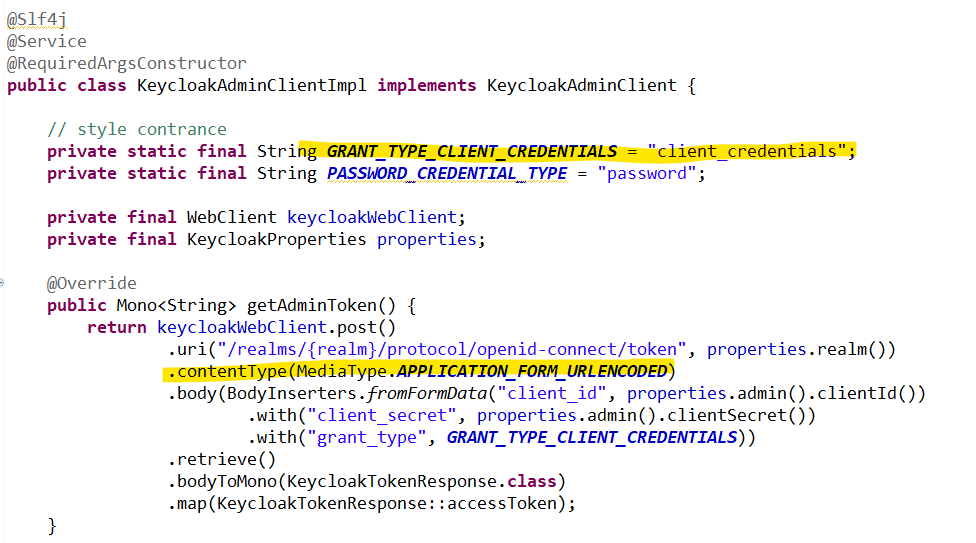 @Slf4j
@Service
@RequiredArgsConstructor
public class KeycloakAdminClientImpl implements KeycloakAdminClient {
// style contrance
private static final String GRANT_TYPE_CLIENT_CREDENTIALS = "client_credentials";
private static final String PASSWORD_CREDENTIAL_TYPE = "password";
private final WebClient keycloakWebClient;
private final KeycloakProperties properties;
@Override
public Mono<String> getAdminToken() {
return keycloakWebClient.post()
.uri("/realms/{realm}/protocol/openid-connect/token", properties.realm())
.contentType(MediaType.APPLICATION_FORM_URLENCODED)
.body(BodyInserters.fromFormData("client_id", properties.admin().clientId())
.with("client_secret", properties.admin().clientSecret())
.with("grant_type", GRANT_TYPE_CLIENT_CREDENTIALS))
.retrieve()
.bodyToMono(KeycloakTokenResponse.class)
.map(KeycloakTokenResponse::accessToken);
}